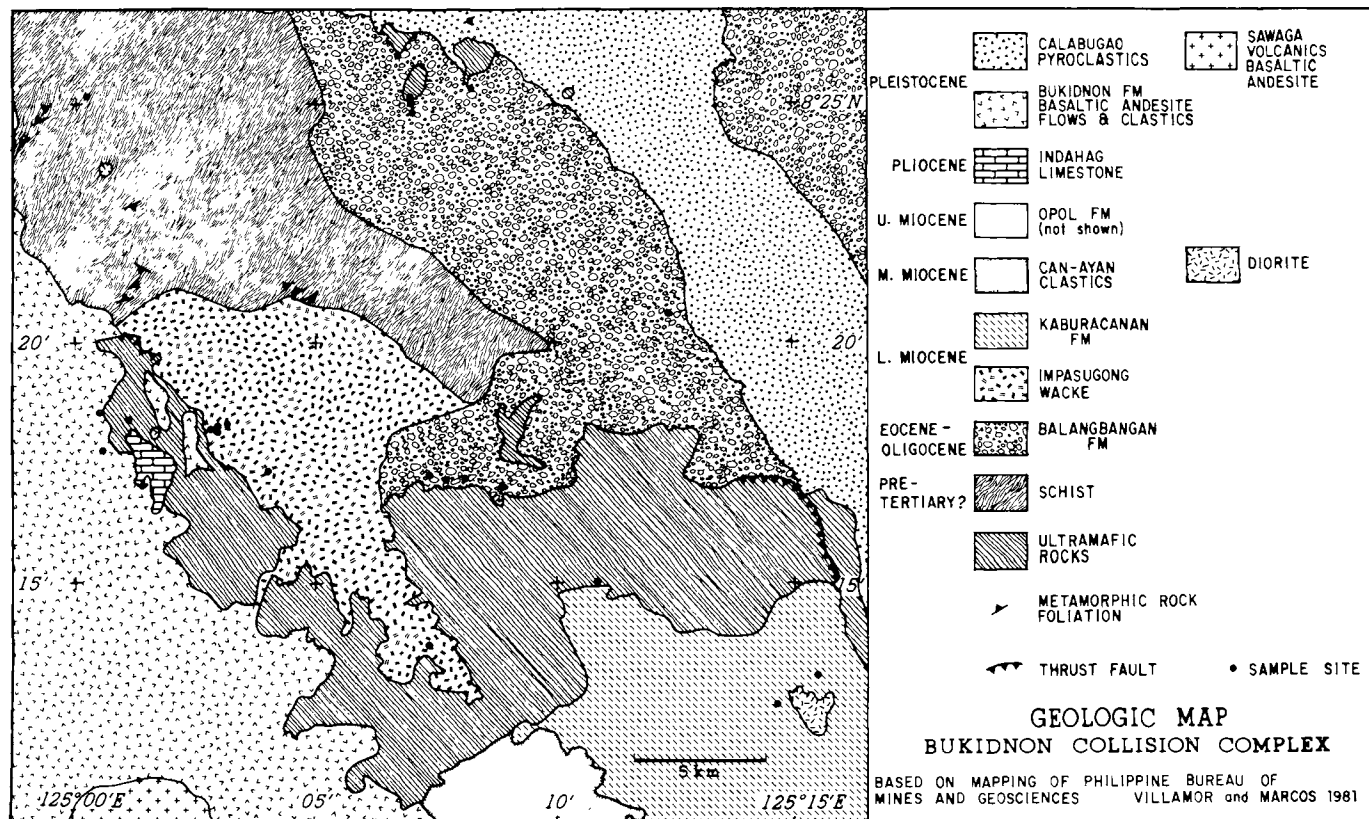 8°25'N
20'
20'
15'
15'
5 km
125°00'E
05'
10'
125°15'E
PLEISTOCENE
CALABUGAO
PYROCLASTICS
SAWAGA
VOLCANICS
BASALTIC
ANDESITE
BUKIDNON FM
BASALTIC ANDESITE
FLOWS & CLASTICS
PLIOCENE
INDAHAG
LIMESTONE
U. MIOCENE
OPOL FM
(not shown)
M. MIOCENE
CAN-AYAN
CLASTICS
DIORITE
L. MIOCENE
KABURACANAN
FM
IMPASUGONG
WACKE
EOCENE-
OLIGOCENE
BALANGBANGAN
FM
PRE-
TERTIARY?
SCHIST
ULTRAMAFIC
ROCKS
METAMORPHIC ROCK
FOLIATION
THRUST FAULT
SAMPLE SITE
GEOLOGIC MAP
BUKIDNON COLLISION COMPLEX
BASED ON MAPPING OF PHILIPPINE BUREAU OF
MINES AND GEOSCIENCES VILLAMOR and MARCOS 1981